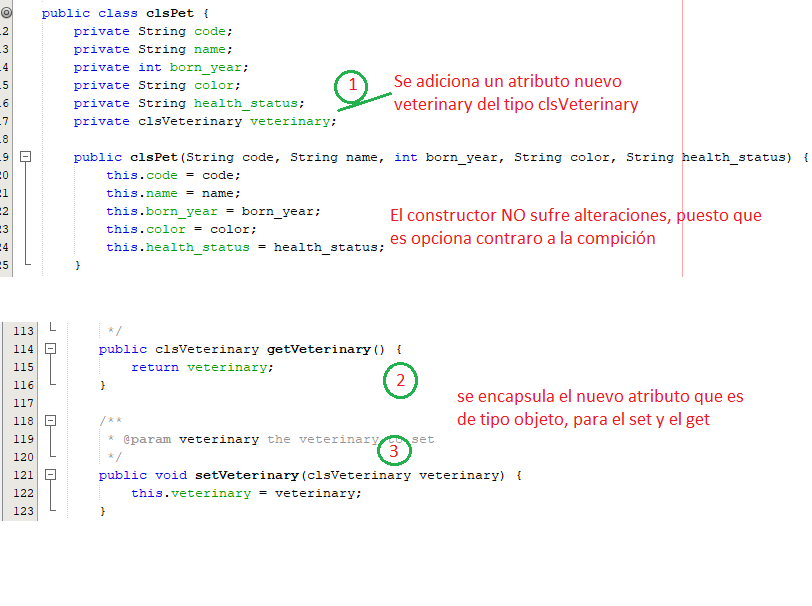 public class clsPet {
12 private String code;
13 private String name;
14 private int born_year;
15 private String color;
16 private String health_status;
17 private clsVeterinary veterinary;
1
Se adiciona un atributo nuevo
veterinary del tipo clsVeterinary
18
19 public clsPet(String code, String name, int born_year, String color, String health_status) {
20 this.code = code;
21 this.name = name;
22 this.born_year = born_year;
23 this.color = color;
24 this.health_status = health_status;
25 }
El constructor NO sufre alteraciones, puesto que
es opciona contraro a la compición
113 */
114 public clsVeterinary getVeterinary() {
115 return veterinary;
116 }
2
117
118 /**
119 * @param veterinary the veterinary to set
120 */
3
121 public void setVeterinary(clsVeterinary veterinary) {
122 this.veterinary = veterinary;
123 }
se encapsula el nuevo atributo que es
de tipo objeto, para el set y el get